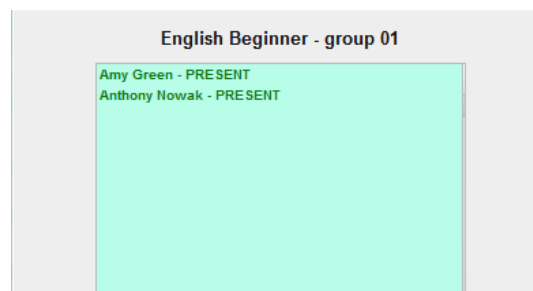 English Beginner - group 01
Amy Green - PRESENT
Anthony Nowak - PRESENT